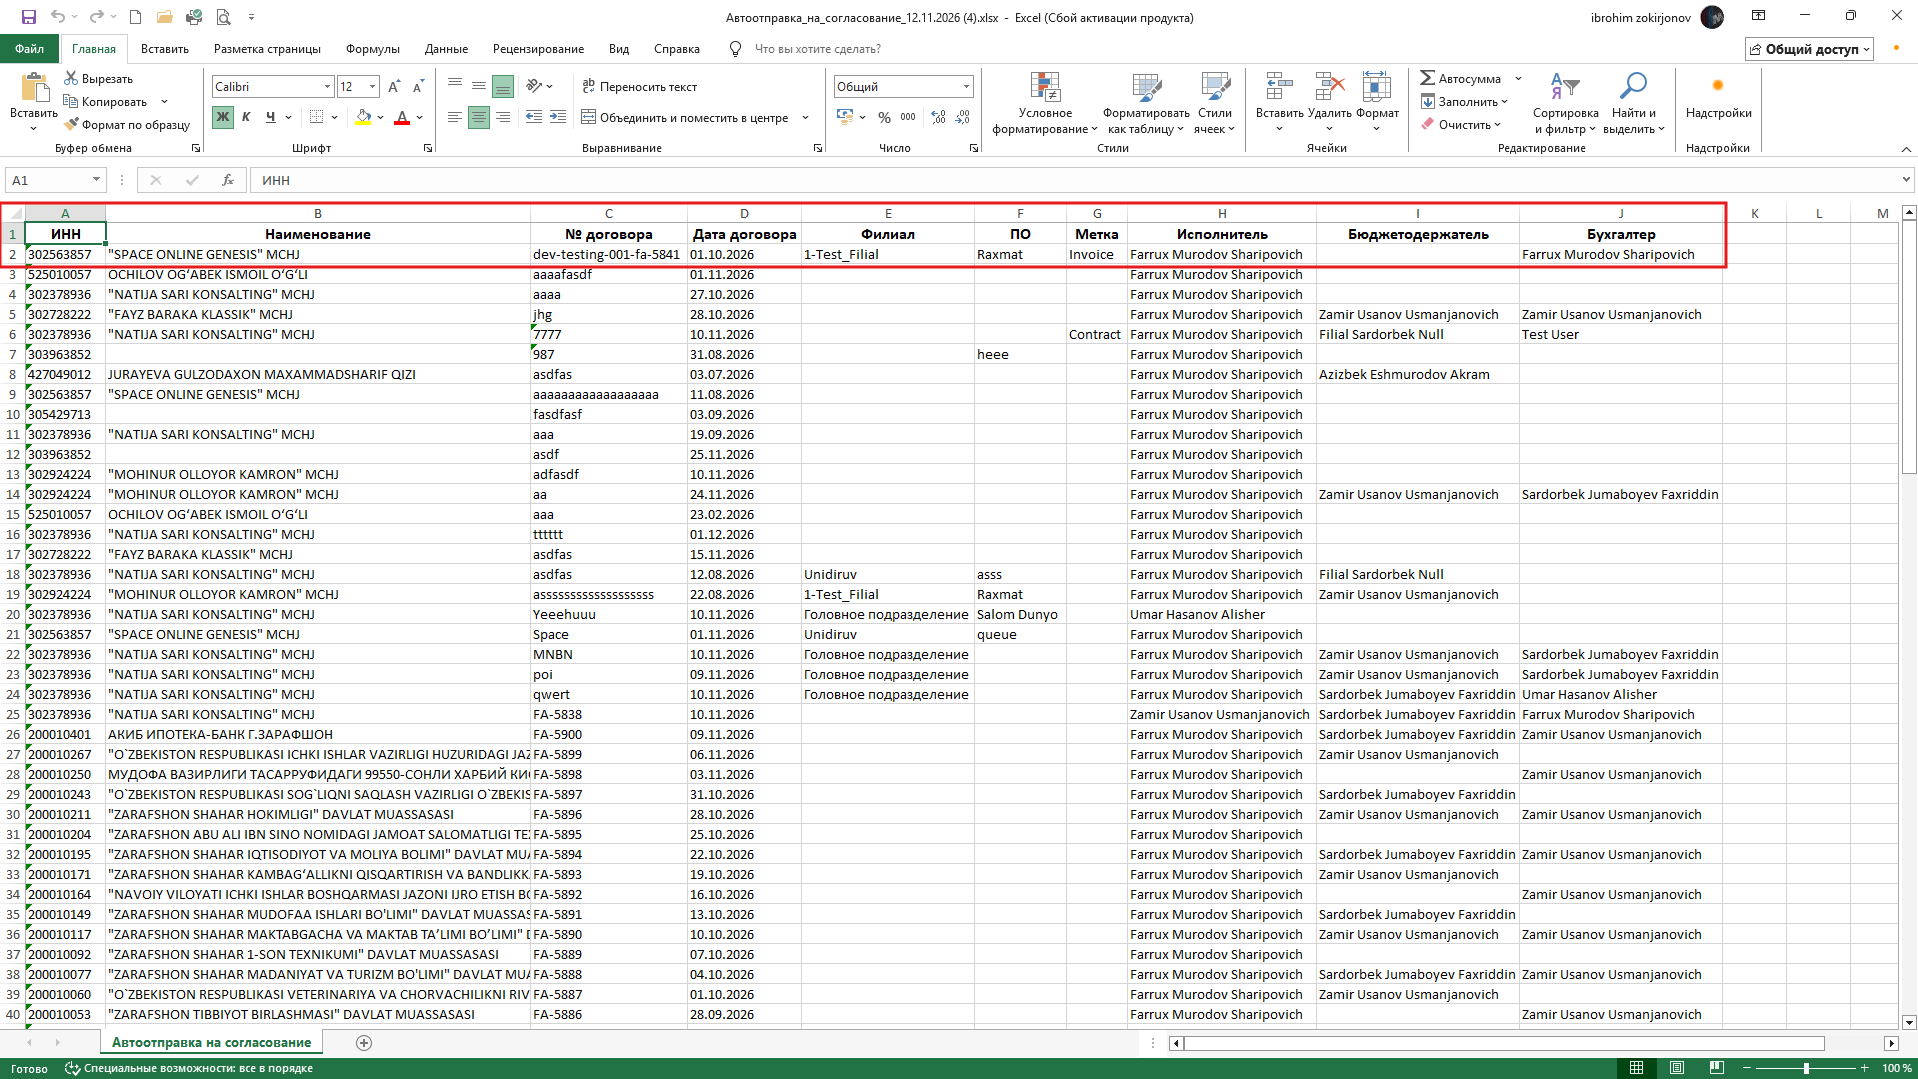 Автоотправка_на_согласование_12.11.2026 (4).xlsx - Excel (Сбой активации продукта)
ibrohim zokirjonov
Файл Главная Вставить Разметка страницы Формулы Данные Рецензирование Вид Справка Что вы хотите сделать? Общий доступ
Вставить Вырезать Копировать Формат по образцу
Буфер обмена
Calibri 12
Ж К Ч А
Шрифт
Переносить текст
Объединить и поместить в центре
Выравнивание
Общий
% 000
Число
Условное форматирование Форматировать как таблицу Стили ячеек
Стили
Вставить Удалить Формат
Ячейки
Автосумма Заполнить Очистить Сортировка и фильтр Найти и выделить
Редактирование
Надстройки
Надстройки
A1 fx ИНН
A B C D E F G H I J K L M
1 ИНН Наименование № договора Дата договора Филиал ПО Метка Исполнитель Бюджетодержатель Бухгалтер
2 302563857 "SPACE ONLINE GENESIS" MCHJ dev-testing-001-fa-5841 01.10.2026 1-Test_Filial Raxmat Invoice Farrux Murodov Sharipovich Farrux Murodov Sharipovich
3 525010057 OCHILOV OGʻABEK ISMOIL OʻGʻLI aaaafasdf 01.11.2026 Farrux Murodov Sharipovich
4 302378936 "NATIJA SARI KONSALTING" MCHJ aaaa 27.10.2026 Farrux Murodov Sharipovich
5 302728222 "FAYZ BARAKA KLASSIK" MCHJ jhg 28.10.2026 Farrux Murodov Sharipovich Zamir Usanov Usmanjanovich Zamir Usanov Usmanjanovich
6 302378936 "NATIJA SARI KONSALTING" MCHJ 7777 10.11.2026 Contract Farrux Murodov Sharipovich Filial Sardorbek Null Test User
7 303963852 987 31.08.2026 heee Farrux Murodov Sharipovich
8 427049012 JURAYEVA GULZODAXON MAXAMMADSHARIF QIZI asdfas 03.07.2026 Farrux Murodov Sharipovich Azizbek Eshmurodov Akram
9 302563857 "SPACE ONLINE GENESIS" MCHJ aaaaaaaaaaaaaaaaaa 11.08.2026 Farrux Murodov Sharipovich
10 305429713 fasdfasf 03.09.2026 Farrux Murodov Sharipovich
11 302378936 "NATIJA SARI KONSALTING" MCHJ aaa 19.09.2026 Farrux Murodov Sharipovich
12 303963852 asdf 25.11.2026 Farrux Murodov Sharipovich
13 302924224 "MOHINUR OLLOYOR KAMRON" MCHJ adfasdf 10.11.2026 Farrux Murodov Sharipovich
14 302924224 "MOHINUR OLLOYOR KAMRON" MCHJ aa 24.11.2026 Farrux Murodov Sharipovich Zamir Usanov Usmanjanovich Sardorbek Jumaboyev Faxriddin
15 525010057 OCHILOV OGʻABEK ISMOIL OʻGʻLI aaa 23.02.2026 Farrux Murodov Sharipovich
16 302378936 "NATIJA SARI KONSALTING" MCHJ tttttt 01.12.2026 Farrux Murodov Sharipovich
17 302728222 "FAYZ BARAKA KLASSIK" MCHJ asdfas 15.11.2026 Farrux Murodov Sharipovich
18 302378936 "NATIJA SARI KONSALTING" MCHJ asdfas 12.08.2026 Unidiruv asss Farrux Murodov Sharipovich Filial Sardorbek Null
19 302924224 "MOHINUR OLLOYOR KAMRON" MCHJ asssssssssssssssssss 22.08.2026 1-Test_Filial Raxmat Farrux Murodov Sharipovich Zamir Usanov Usmanjanovich
20 302378936 "NATIJA SARI KONSALTING" MCHJ Yeeehuuu 10.11.2026 Головное подразделение Salom Dunyo Umar Hasanov Alisher
21 302563857 "SPACE ONLINE GENESIS" MCHJ Space 01.11.2026 Unidiruv queue Farrux Murodov Sharipovich
22 302378936 "NATIJA SARI KONSALTING" MCHJ MNBN 10.11.2026 Головное подразделение Farrux Murodov Sharipovich Zamir Usanov Usmanjanovich Sardorbek Jumaboyev Faxriddin
23 302378936 "NATIJA SARI KONSALTING" MCHJ poi 09.11.2026 Головное подразделение Farrux Murodov Sharipovich Zamir Usanov Usmanjanovich Sardorbek Jumaboyev Faxriddin
24 302378936 "NATIJA SARI KONSALTING" MCHJ qwert 10.11.2026 Головное подразделение Farrux Murodov Sharipovich Sardorbek Jumaboyev Faxriddin Umar Hasanov Alisher
25 302378936 "NATIJA SARI KONSALTING" MCHJ FA-5838 10.11.2026 Zamir Usanov Usmanjanovich Sardorbek Jumaboyev Faxriddin Farrux Murodov Sharipovich
26 200010401 АКИБ ИПОТЕКА-БАНК Г.ЗАРАФШОН FA-5900 09.11.2026 Farrux Murodov Sharipovich Sardorbek Jumaboyev Faxriddin Zamir Usanov Usmanjanovich
27 200010267 "O`ZBEKISTON RESPUBLIKASI ICHKI ISHLAR VAZIRLIGI HUZURIDAGI JAZ FA-5899 06.11.2026 Farrux Murodov Sharipovich Zamir Usanov Usmanjanovich
28 200010250 МУДОФА ВАЗИРЛИГИ ТАСАРРУФИДАГИ 99550-СОНЛИ ХАРБИЙ КИС FA-5898 03.11.2026 Farrux Murodov Sharipovich Zamir Usanov Usmanjanovich
29 200010243 "O`ZBEKISTON RESPUBLIKASI SOG`LIQNI SAQLASH VAZIRLIGI O`ZBEKIS FA-5897 31.10.2026 Farrux Murodov Sharipovich Sardorbek Jumaboyev Faxriddin
30 200010211 "ZARAFSHON SHAHAR HOKIMLIGI" DAVLAT MUASSASASI FA-5896 28.10.2026 Farrux Murodov Sharipovich Zamir Usanov Usmanjanovich Zamir Usanov Usmanjanovich
31 200010204 "ZARAFSHON ABU ALI IBN SINO NOMIDAGI JAMOAT SALOMATLIGI TEX FA-5895 25.10.2026 Farrux Murodov Sharipovich
32 200010195 "ZARAFSHON SHAHAR IQTISODIYOT VA MOLIYA BOLIMI" DAVLAT MUA FA-5894 22.10.2026 Farrux Murodov Sharipovich Sardorbek Jumaboyev Faxriddin Zamir Usanov Usmanjanovich
33 200010171 "ZARAFSHON SHAHAR KAMBAGʻALLIKNI QISQARTIRISH VA BANDLIKK FA-5893 19.10.2026 Farrux Murodov Sharipovich Zamir Usanov Usmanjanovich
34 200010164 "NAVOIY VILOYATI ICHKI ISHLAR BOSHQARMASI JAZONI IJRO ETISH BO FA-5892 16.10.2026 Farrux Murodov Sharipovich Zamir Usanov Usmanjanovich
35 200010149 "ZARAFSHON SHAHAR MUDOFAA ISHLARI BO'LIMI" DAVLAT MUASSAS FA-5891 13.10.2026 Farrux Murodov Sharipovich Sardorbek Jumaboyev Faxriddin
36 200010117 "ZARAFSHON SHAHAR MAKTABGACHA VA MAKTAB TA’LIMI BO’LIMI" D FA-5890 10.10.2026 Farrux Murodov Sharipovich Zamir Usanov Usmanjanovich Zamir Usanov Usmanjanovich
37 200010092 "ZARAFSHON SHAHAR 1-SON TEXNIKUMI" DAVLAT MUASSASASI FA-5889 07.10.2026 Farrux Murodov Sharipovich
38 200010077 "ZARAFSHON SHAHAR MADANIYAT VA TURIZM BO'LIMI" DAVLAT MUA FA-5888 04.10.2026 Farrux Murodov Sharipovich Sardorbek Jumaboyev Faxriddin Zamir Usanov Usmanjanovich
39 200010060 "O`ZBEKISTON RESPUBLIKASI VETERINARIYA VA CHORVACHILIKNI RIV FA-5887 01.10.2026 Farrux Murodov Sharipovich Zamir Usanov Usmanjanovich
40 200010053 "ZARAFSHON TIBBIYOT BIRLASHMASI" DAVLAT MUASSASASI FA-5886 28.09.2026 Farrux Murodov Sharipovich Zamir Usanov Usmanjanovich
Автоотправка на согласование
Готово Специальные возможности: все в порядке 100 %